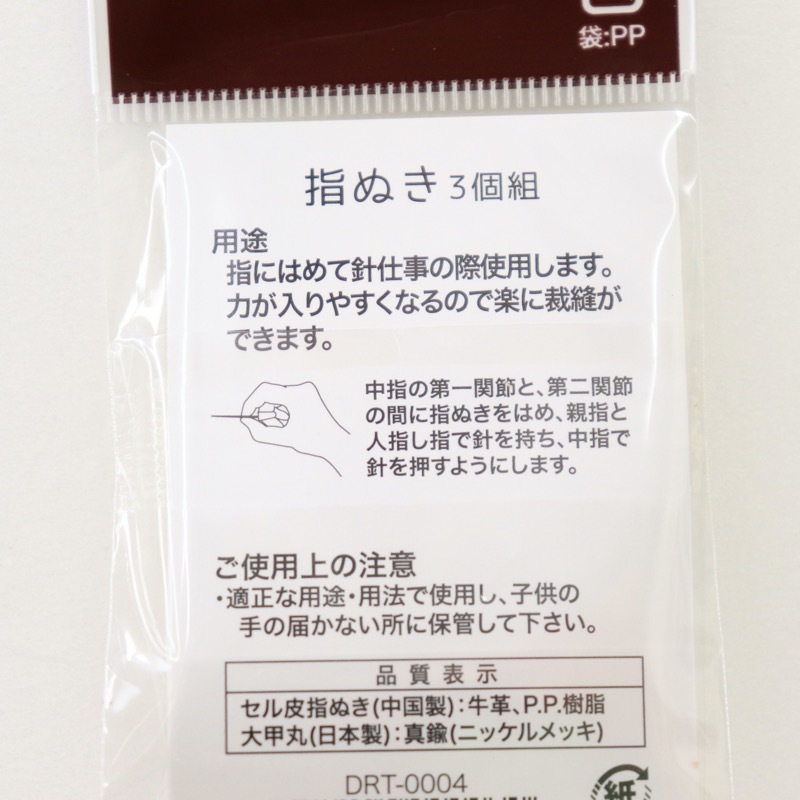 袋:PP
指ぬき3個組
用途
指にはめて針仕事の際使用します。
力が入りやすくなるので楽に裁縫が
できます。
中指の第一関節と、第二関節
の間に指ぬきをはめ、親指と
人指し指で針を持ち、中指で
針を押すようにします。
ご使用上の注意
・適正な用途・用法で使用し、子供の
手の届かない所に保管して下さい。
品質表示
セル皮指ぬき(中国製):牛革、P.P.樹脂
大甲丸(日本製):真鍮(ニッケルメッキ)
DRT-0004
紙